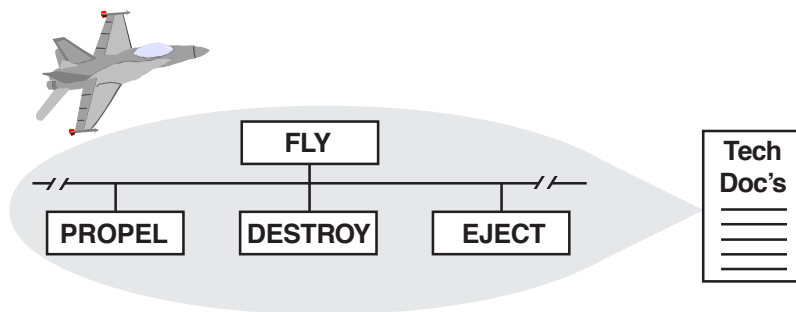 FLY
PROPEL
DESTROY
EJECT
Tech
Doc's